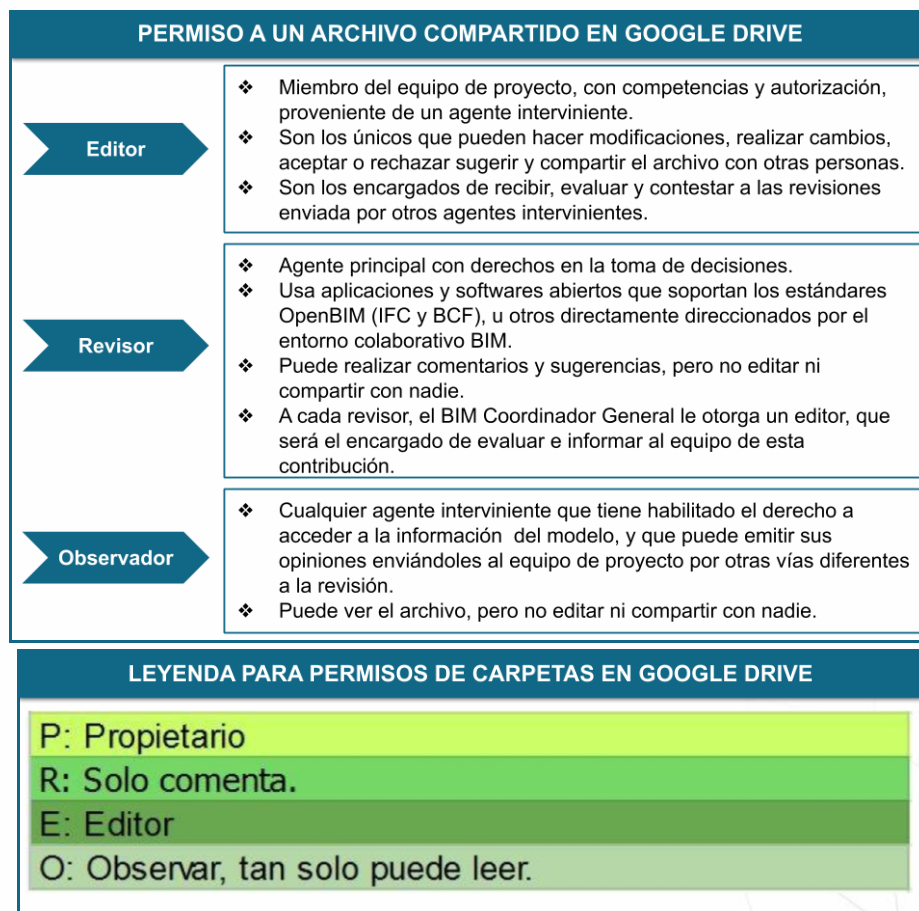 PERMISO A UN ARCHIVO COMPARTIDO EN GOOGLE DRIVE
Editor
❖ Miembro del equipo de proyecto, con competencias y autorización,
proveniente de un agente interviniente.
❖ Son los únicos que pueden hacer modificaciones, realizar cambios,
aceptar o rechazar sugerir y compartir el archivo con otras personas.
❖ Son los encargados de recibir, evaluar y contestar a las revisiones
enviada por otros agentes intervinientes.
Revisor
❖ Agente principal con derechos en la toma de decisiones.
❖ Usa aplicaciones y softwares abiertos que soportan los estándares
OpenBIM (IFC y BCF), u otros directamente direccionados por el
entorno colaborativo BIM.
❖ Puede realizar comentarios y sugerencias, pero no editar ni
compartir con nadie.
❖ A cada revisor, el BIM Coordinador General le otorga un editor, que
será el encargado de evaluar e informar al equipo de esta
contribución.
Observador
❖ Cualquier agente interviniente que tiene habilitado el derecho a
acceder a la información del modelo, y que puede emitir sus
opiniones enviándoles al equipo de proyecto por otras vías diferentes
a la revisión.
❖ Puede ver el archivo, pero no editar ni compartir con nadie.
LEYENDA PARA PERMISOS DE CARPETAS EN GOOGLE DRIVE
P: Propietario
R: Solo comenta.
E: Editor
O: Observar, tan solo puede leer.